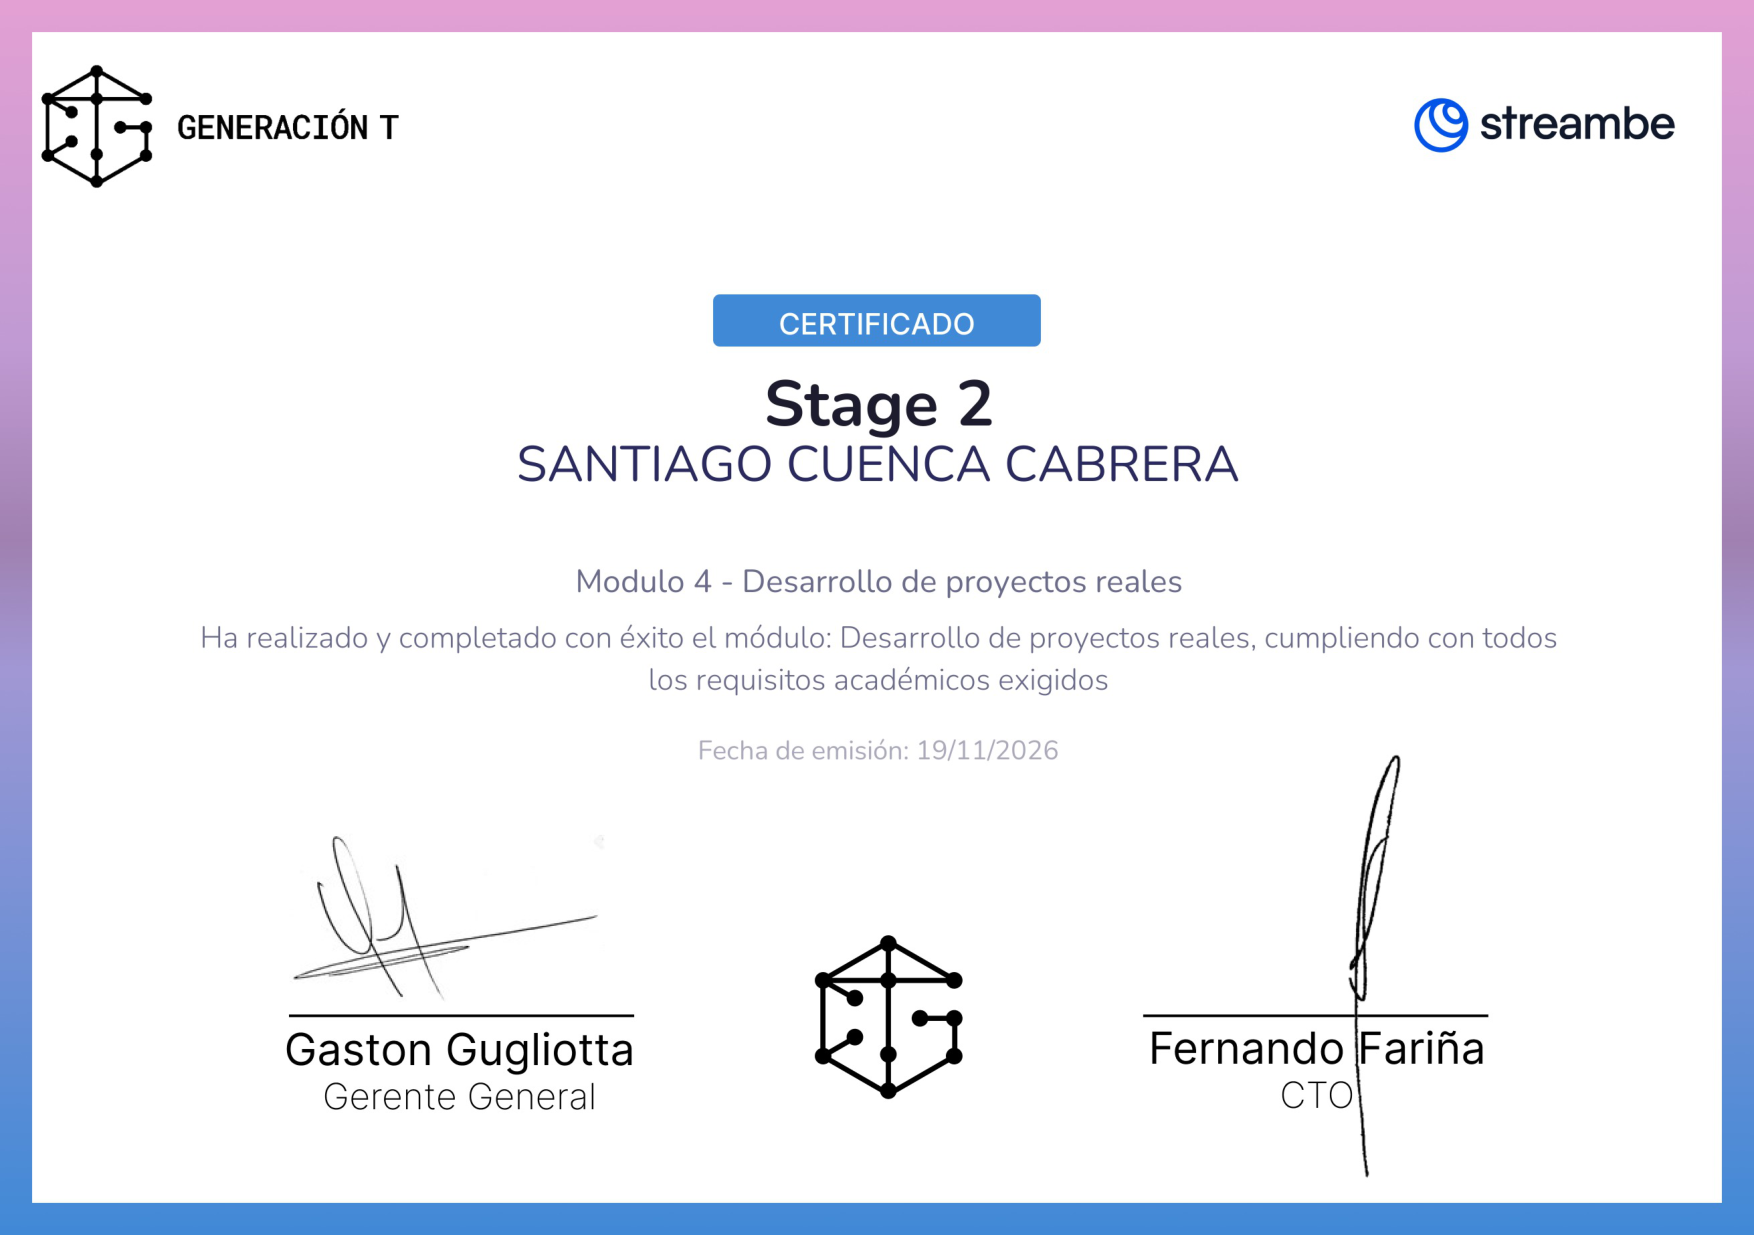 GENERACIÓN T
streambe
CERTIFICADO
Stage 2
SANTIAGO CUENCA CABRERA
Modulo 4 - Desarrollo de proyectos reales
Ha realizado y completado con éxito el módulo: Desarrollo de proyectos reales, cumpliendo con todos
los requisitos académicos exigidos
Fecha de emisión: 19/11/2026
Gaston Gugliotta
Gerente General
Fernando Fariña
CTO